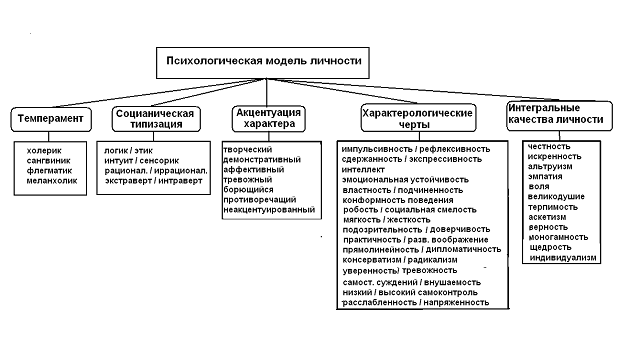 Психологическая модель личности
Темперамент
холерик
сангвиник
флегматик
меланхолик
Социаническая
типизация
логик / этик
интуит / сенсорик
рационал. / иррационал.
экстраверт / интраверт
Акцентуация
характера
творческий
демонстративный
аффективный
тревожный
борющийся
противоречащий
неакцентуированный
Характерологические
черты
импульсивность / рефлексивность
сдержанность / экспрессивность
интеллект
эмоциональная устойчивость
властность / подчиненность
конформность поведения
робость / социальная смелость
мягкость / жесткость
подозрительность / доверчивость
практичность / разв. воображение
прямолинейность / дипломатичность
консерватизм / радикализм
уверенность/ тревожность
самост. суждений / внушаемость
низкий / высокий самоконтроль
расслабленность / напряженность
Интегральные
качества личности
честность
искренность
альтруизм
эмпатия
воля
великодушие
терпимость
аскетизм
верность
моногамность
щедрость
индивидуализм